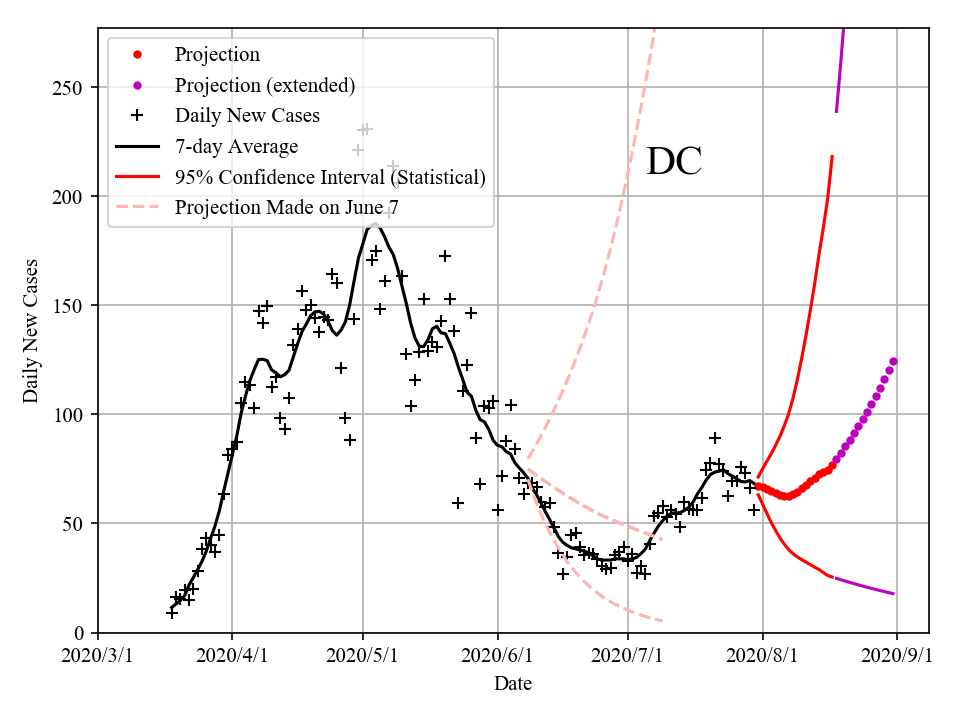 Projection
Projection (extended)
Daily New Cases
7-day Average
95% Confidence Interval (Statistical)
Projection Made on June 7
DC
Daily New Cases
250
200
150
100
50
0
2020/3/1 2020/4/1 2020/5/1 2020/6/1 2020/7/1 2020/8/1 2020/9/1
Date